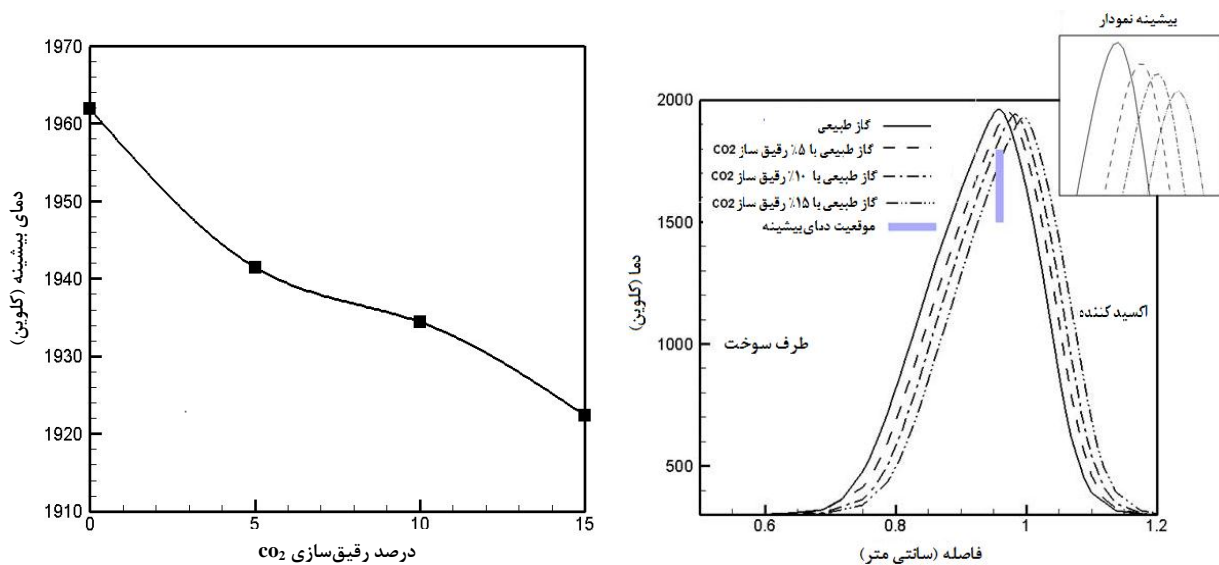 1970
1960
1950
1940
1930
1920
1910
0
5
10
15
درصد رقیق‌سازی co₂
دمای بیشینه (کلوین)
بیشینه نمودار
2000
1500
1000
500
0.6
0.8
1
1.2
گاز طبیعی
گاز طبیعی با ۵٪ رقیق ساز CO2
گاز طبیعی با ۱۰٪ رقیق ساز CO2
گاز طبیعی با ۱۵٪ رقیق ساز CO2
موقعیت دمای بیشینه
طرف سوخت
اکسید کننده
دما (کلوین)
فاصله (سانتی متر)